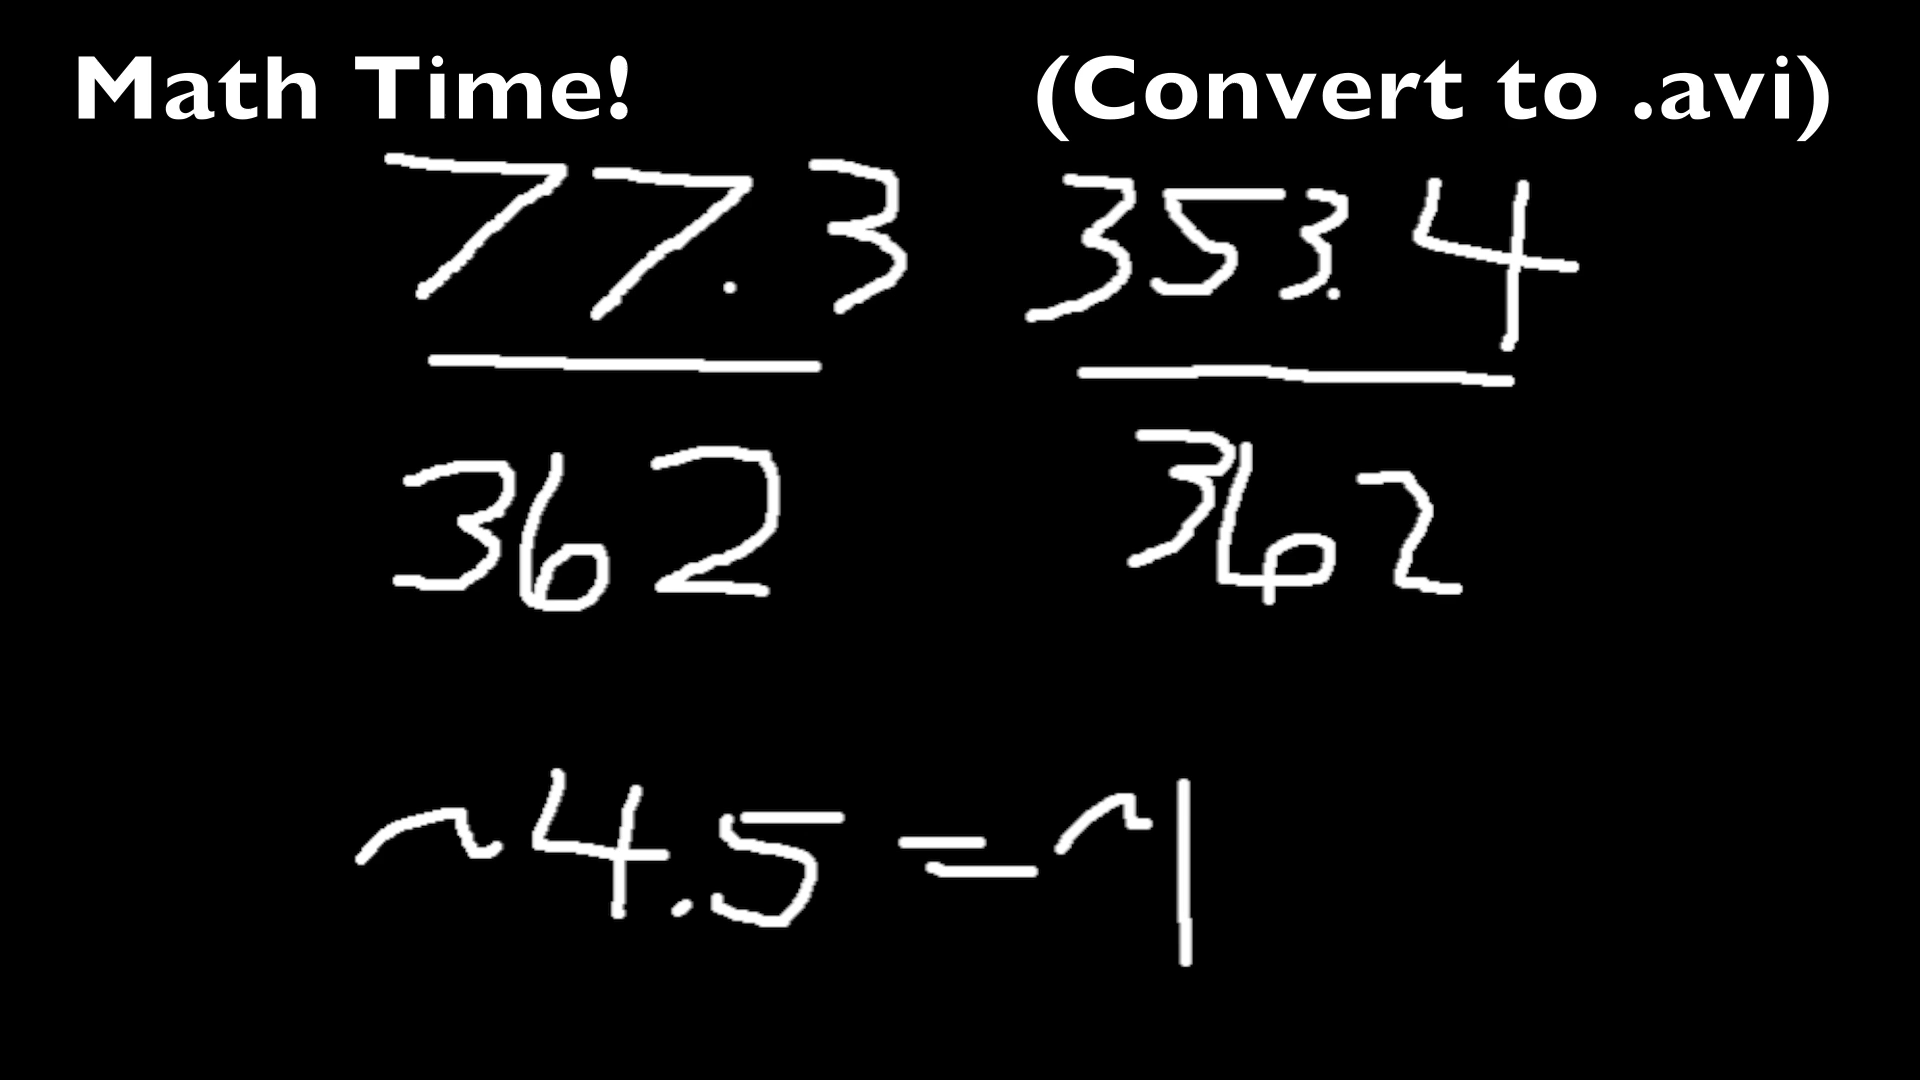 Math Time! (Convert to .avi)
77.3 353.4
362 362
~4.5 = ~1